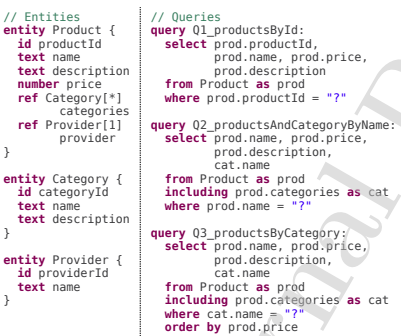 // Entities
entity Product {
id productId
text name
text description
number price
ref Category[*]
categories
ref Provider[1]
provider
}
entity Category {
id categoryId
text name
text description
}
entity Provider {
id providerId
text name
}
// Queries
query Q1_productsById:
select prod.productId,
prod.name, prod.price,
prod.description
from Product as prod
where prod.productId = "?"
query Q2_productsAndCategoryByName:
select prod.name, prod.price,
prod.description,
cat.name
from Product as prod
including prod.categories as cat
where prod.name = "?"
query Q3_productsByCategory:
select prod.name, prod.price,
prod.description,
cat.name
from Product as prod
including prod.categories as cat
where cat.name = "?"
order by prod.price